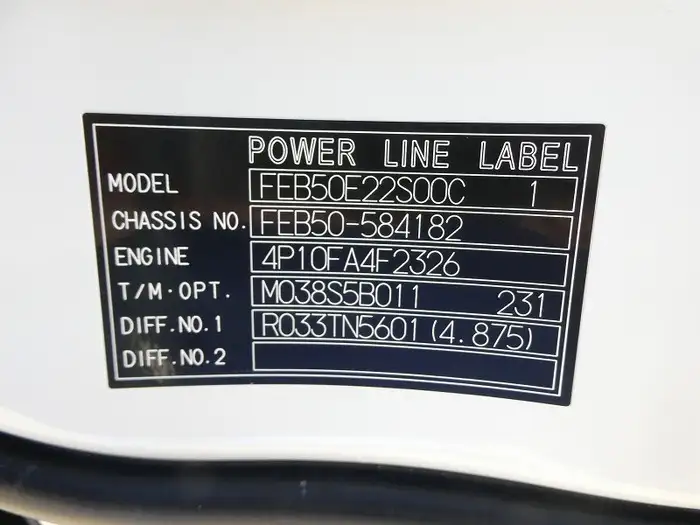 POWER LINE LABEL
MODEL FEB50E22S00C 1
CHASSIS NO. FEB50-584182
ENGINE 4P10FA4F2326
T/M·OPT. M038S5B011 231
DIFF.NO.1 R033TN5601(4.875)
DIFF.NO.2